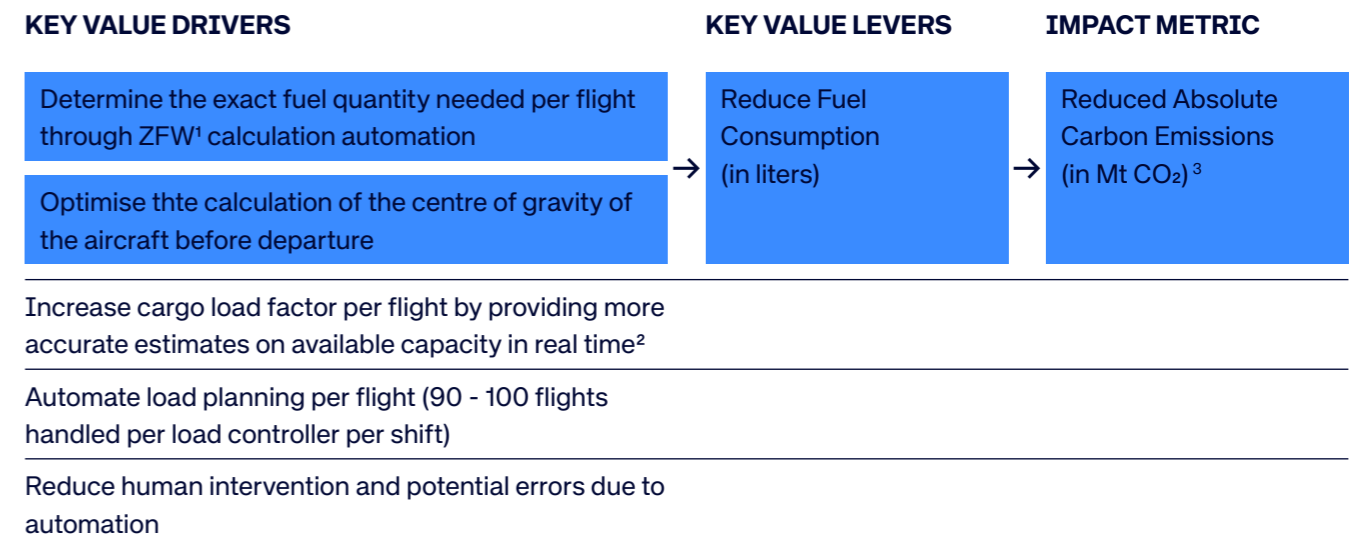 KEY VALUE DRIVERS
KEY VALUE LEVERS
IMPACT METRIC
Determine the exact fuel quantity needed per flight
through ZFW¹ calculation automation
Optimise thte calculation of the centre of gravity of
the aircraft before departure
→
Reduce Fuel
Consumption
(in liters)
→
Reduced Absolute
Carbon Emissions
(in Mt CO₂) ³
Increase cargo load factor per flight by providing more
accurate estimates on available capacity in real time²
Automate load planning per flight (90 - 100 flights
handled per load controller per shift)
Reduce human intervention and potential errors due to
automation